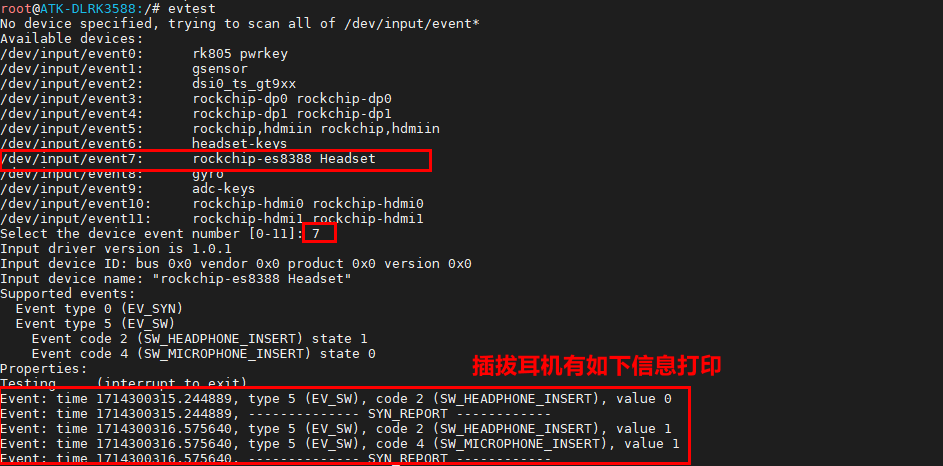 root@ATK-DLRK3588:/# evtest
No device specified, trying to scan all of /dev/input/event*
Available devices:
/dev/input/event0:      rk805 pwrkey
/dev/input/event1:      gsensor
/dev/input/event2:      dsi0_ts_gt9xx
/dev/input/event3:      rockchip-dp0 rockchip-dp0
/dev/input/event4:      rockchip-dp1 rockchip-dp1
/dev/input/event5:      rockchip,hdmiin rockchip,hdmiin
/dev/input/event6:      headset-keys
/dev/input/event7:      rockchip-es8388 Headset
/dev/input/event8:      gyro
/dev/input/event9:      adc-keys
/dev/input/event10:     rockchip-hdmi0 rockchip-hdmi0
/dev/input/event11:     rockchip-hdmi1 rockchip-hdmi1
Select the device event number [0-11]: 7
Input driver version is 1.0.1
Input device ID: bus 0x0 vendor 0x0 product 0x0 version 0x0
Input device name: "rockchip-es8388 Headset"
Supported events:
  Event type 0 (EV_SYN)
  Event type 5 (EV_SW)
    Event code 2 (SW_HEADPHONE_INSERT) state 1
    Event code 4 (SW_MICROPHONE_INSERT) state 0
插拔耳机有如下信息打印
Properties:
Testing ... (interrupt to exit)
Event: time 1714300315.244889, type 5 (EV_SW), code 2 (SW_HEADPHONE_INSERT), value 0
Event: time 1714300315.244889, -------------- SYN_REPORT ------------
Event: time 1714300316.575640, type 5 (EV_SW), code 2 (SW_HEADPHONE_INSERT), value 1
Event: time 1714300316.575640, type 5 (EV_SW), code 4 (SW_MICROPHONE_INSERT), value 1
Event: time 1714300316.575640, -------------- SYN_REPORT ------------